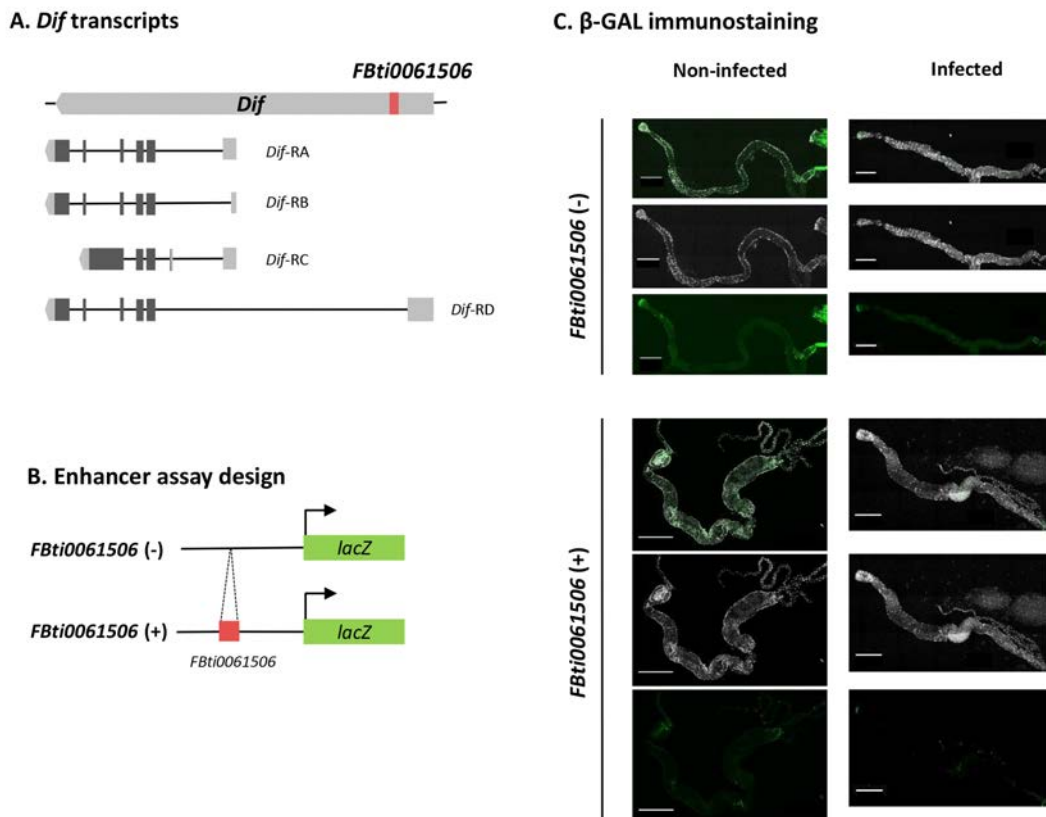 A. Dif transcripts
FBti0061506
Dif
Dif-RA
Dif-RB
Dif-RC
Dif-RD
B. Enhancer assay design
FBti0061506 (-)
lacZ
FBti0061506 (+)
lacZ
FBti0061506
C. β-GAL immunostaining
Non-infected
Infected
FBti0061506 (-)
FBti0061506 (+)